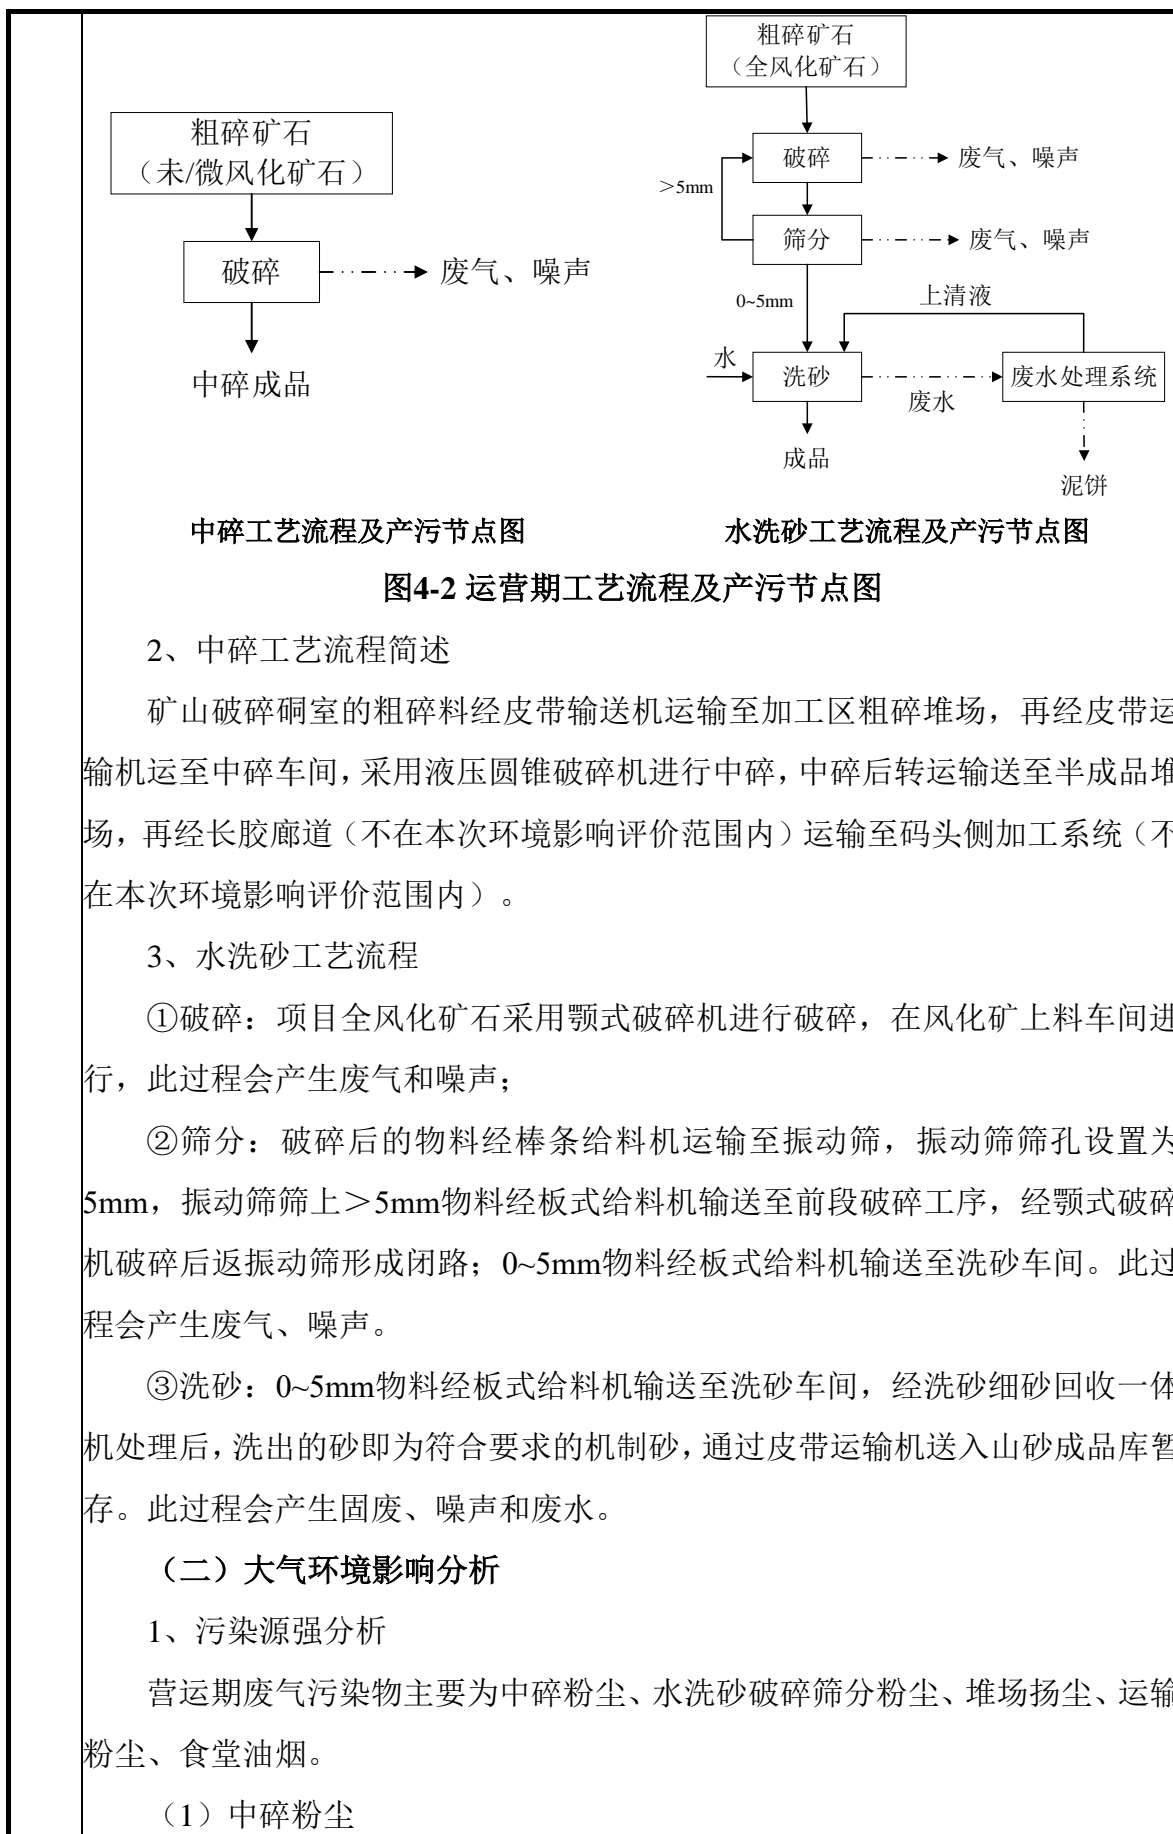 粗碎矿石
（未/微风化矿石）
破碎
废气、噪声
中碎成品
粗碎矿石
（全风化矿石）
破碎
废气、噪声
＞5mm
筛分
废气、噪声
0~5mm
上清液
水
洗砂
废水
废水处理系统
成品
泥饼
中碎工艺流程及产污节点图
水洗砂工艺流程及产污节点图
图4-2 运营期工艺流程及产污节点图
2、中碎工艺流程简述
矿山破碎硐室的粗碎料经皮带输送机运输至加工区粗碎堆场，再经皮带运
输机运至中碎车间，采用液压圆锥破碎机进行中碎，中碎后转运输送至半成品堆
场，再经长胶廊道（不在本次环境影响评价范围内）运输至码头侧加工系统（不
在本次环境影响评价范围内）。
3、水洗砂工艺流程
①破碎：项目全风化矿石采用颚式破碎机进行破碎，在风化矿上料车间进
行，此过程会产生废气和噪声；
②筛分：破碎后的物料经棒条给料机运输至振动筛，振动筛筛孔设置为
5mm，振动筛筛上＞5mm物料经板式给料机输送至前段破碎工序，经颚式破碎
机破碎后返振动筛形成闭路；0~5mm物料经板式给料机输送至洗砂车间。此过
程会产生废气、噪声。
③洗砂：0~5mm物料经板式给料机输送至洗砂车间，经洗砂细砂回收一体
机处理后，洗出的砂即为符合要求的机制砂，通过皮带运输机送入山砂成品库暂
存。此过程会产生固废、噪声和废水。
（二）大气环境影响分析
1、污染源强分析
营运期废气污染物主要为中碎粉尘、水洗砂破碎筛分粉尘、堆场扬尘、运输
粉尘、食堂油烟。
（1）中碎粉尘